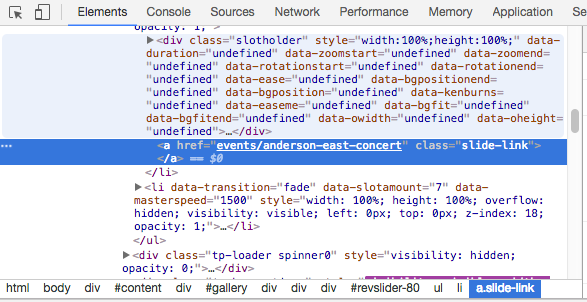 Elements Console Sources Network Performance Memory Security
opacity: 1;">
▶<div class="slotholder" style="width:100%;height:100%;" data-
duration="undefined" data-zoomstart="undefined" data-zoomend=
"undefined" data-rotationstart="undefined" data-rotationend=
"undefined" data-ease="undefined" data-bgpositionend=
"undefined" data-bgposition="undefined" data-kenburns=
"undefined" data-easeme="undefined" data-bgfit="undefined"
data-bgfitend="undefined" data-owidth="undefined" data-oheight=
"undefined">…</div>
… <a href="events/anderson-east-concert" class="slide-link">
</a> == $0
</li>
▶<li data-transition="fade" data-slotamount="7" data-
masterspeed="1500" style="width: 100%; height: 100%; overflow:
hidden; visibility: visible; left: 0px; top: 0px; z-index: 18;
opacity: 1;">…</li>
</ul>
▶<div class="tp-loader spinner0" style="visibility: hidden;
opacity: 0;">…</div>
html body div #content div #gallery div div #revslider-80 ul li a.slide-link